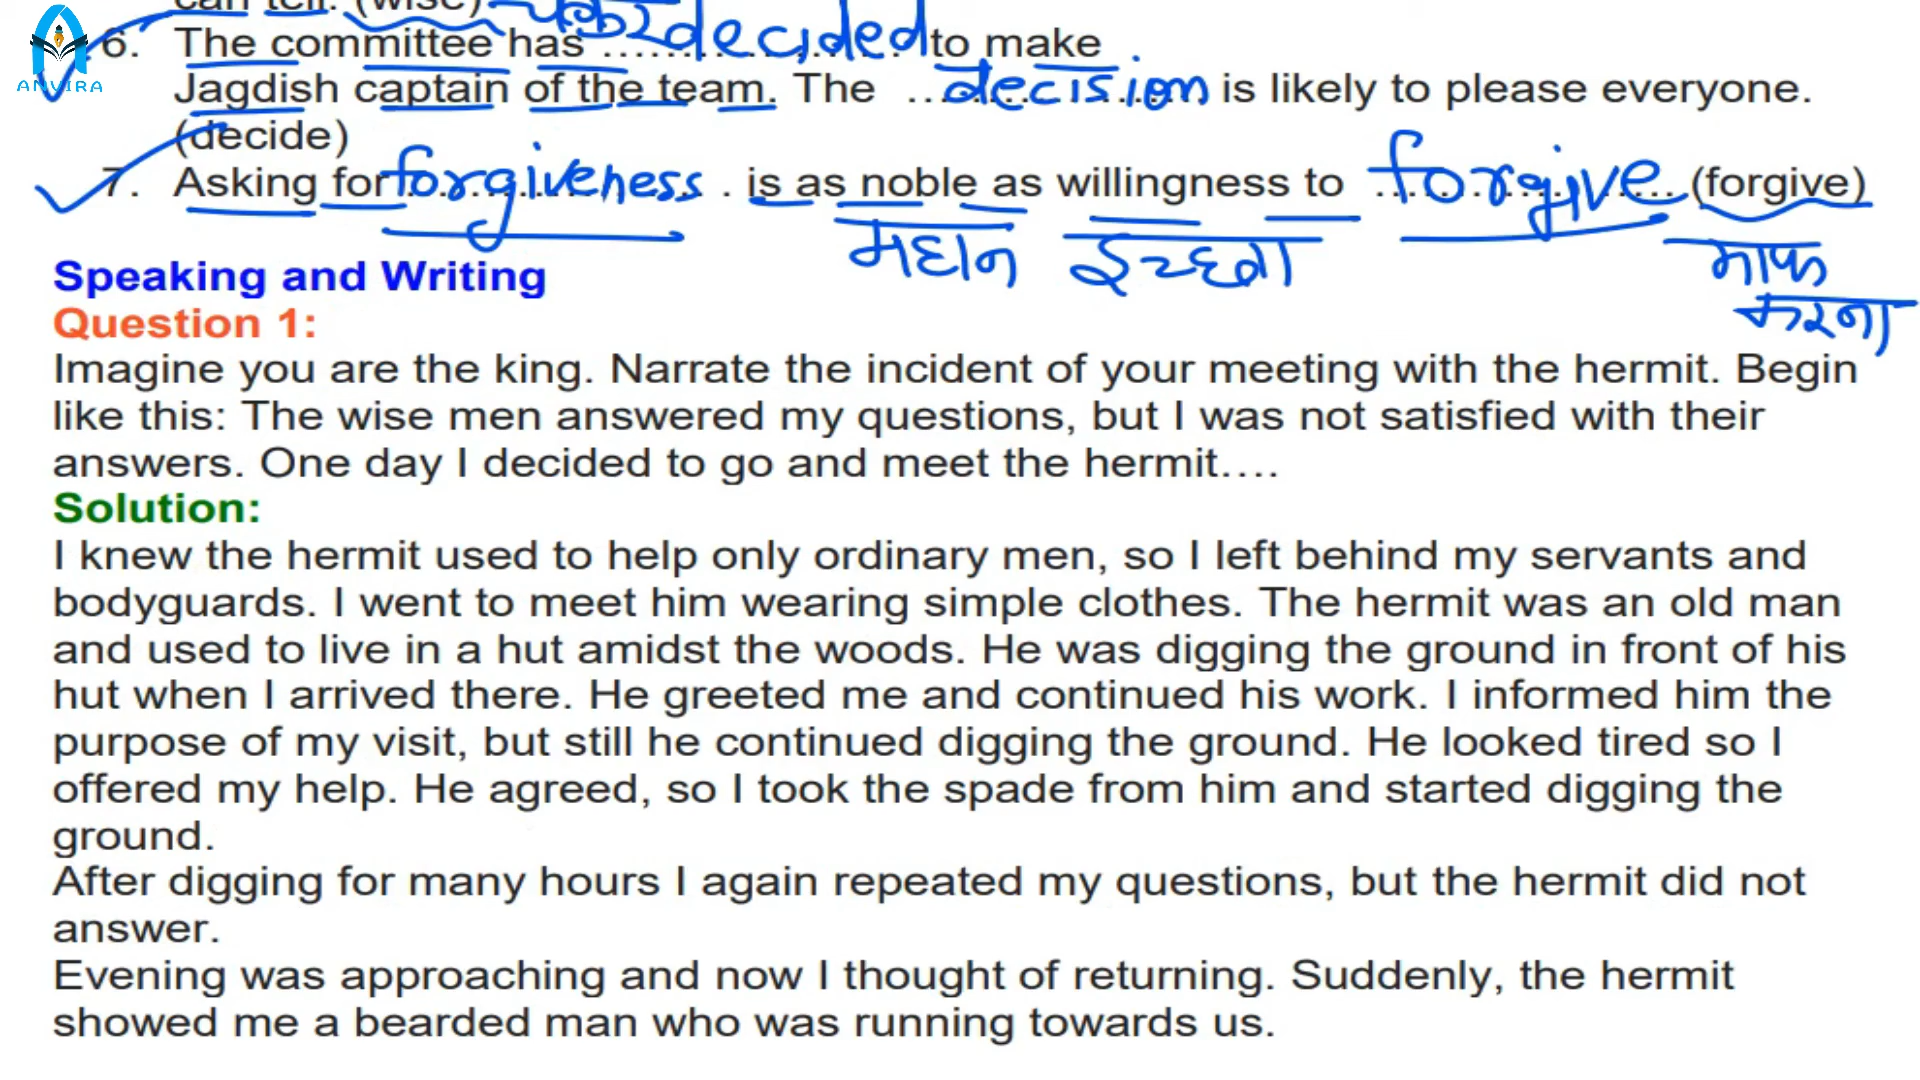 can tell. (wise)
ANVIRA
6. The committee has .......... decided to make
Jagdish captain of the team. The .......... decision is likely to please everyone.
(decide)
7. Asking for forgiveness . is as noble as willingness to forgive (forgive)
महान इच्छा माफ
करना
Speaking and Writing
Question 1:
Imagine you are the king. Narrate the incident of your meeting with the hermit. Begin
like this: The wise men answered my questions, but I was not satisfied with their
answers. One day I decided to go and meet the hermit….
Solution:
I knew the hermit used to help only ordinary men, so I left behind my servants and
bodyguards. I went to meet him wearing simple clothes. The hermit was an old man
and used to live in a hut amidst the woods. He was digging the ground in front of his
hut when I arrived there. He greeted me and continued his work. I informed him the
purpose of my visit, but still he continued digging the ground. He looked tired so I
offered my help. He agreed, so I took the spade from him and started digging the
ground.
After digging for many hours I again repeated my questions, but the hermit did not
answer.
Evening was approaching and now I thought of returning. Suddenly, the hermit
showed me a bearded man who was running towards us.